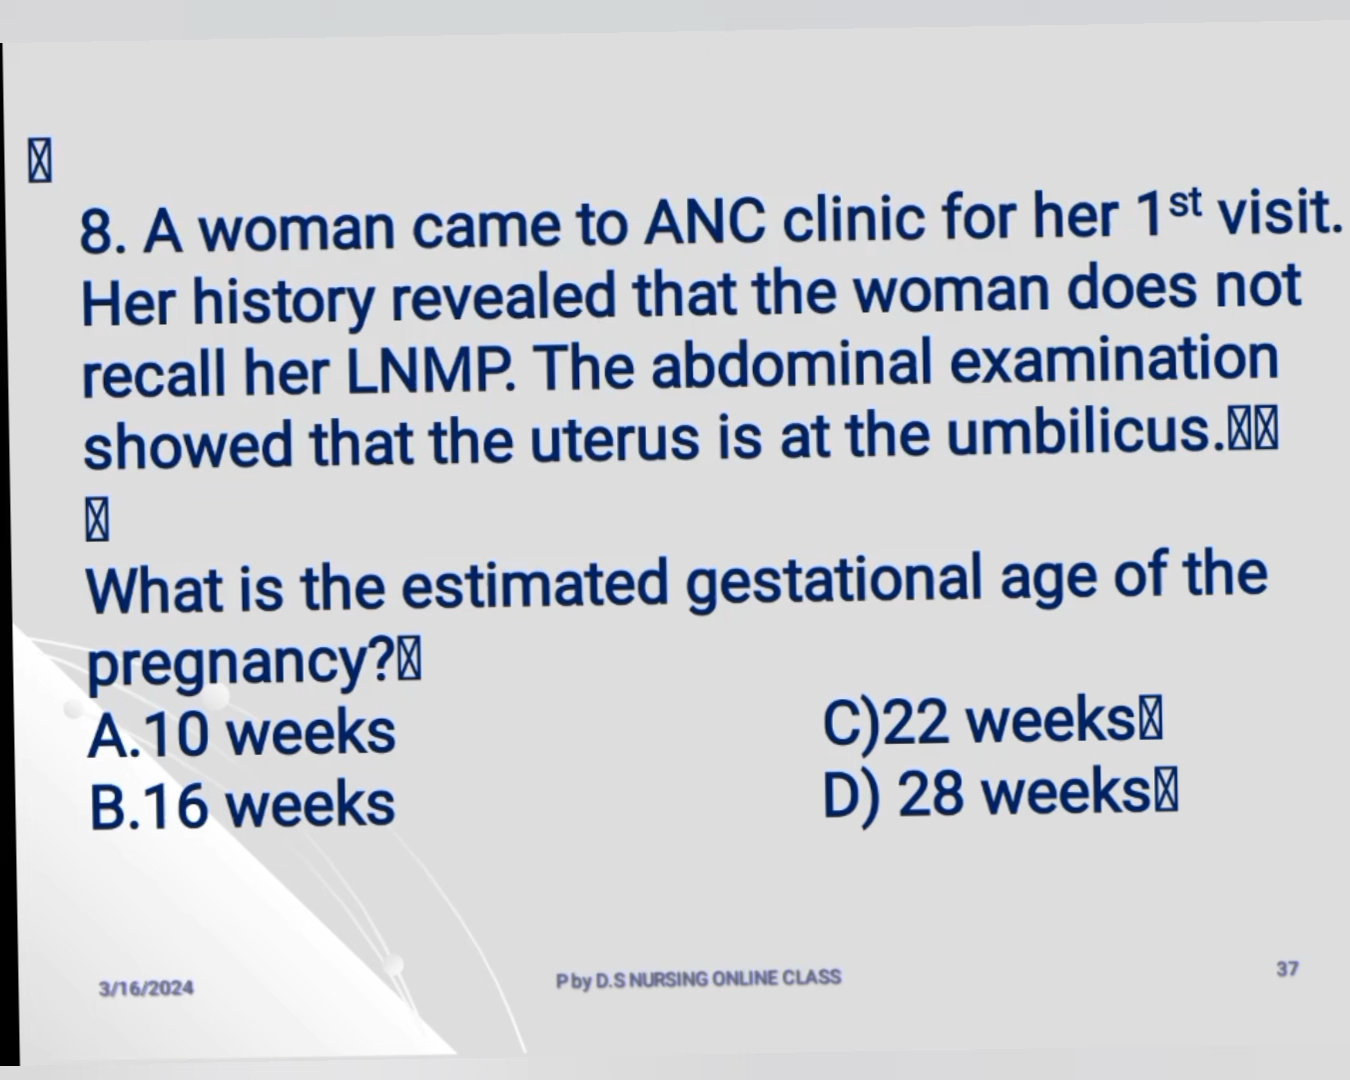 8. A woman came to ANC clinic for her 1st visit.
Her history revealed that the woman does not
recall her LNMP. The abdominal examination
showed that the uterus is at the umbilicus.
What is the estimated gestational age of the
pregnancy?
A.10 weeks
C)22 weeks
B.16 weeks
D) 28 weeks
3/16/2024
P by D.S NURSING ONLINE CLASS
37